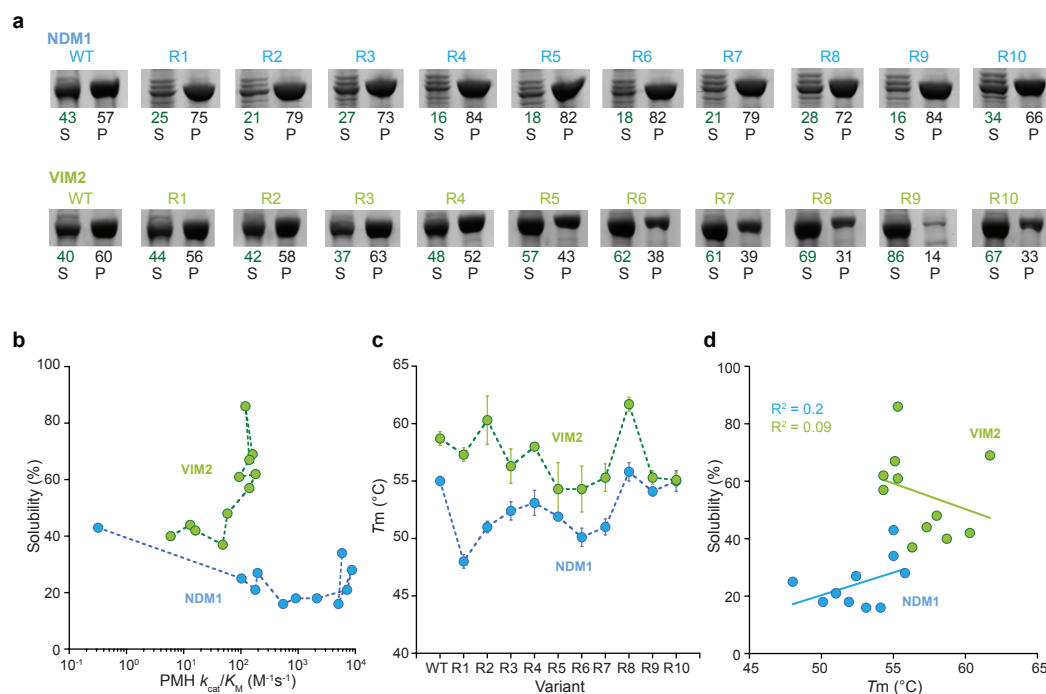 a
NDM1
WT R1 R2 R3 R4 R5 R6 R7 R8 R9 R10
43 57 25 75 21 79 27 73 16 84 18 82 18 82 21 79 28 72 16 84 34 66
S P S P S P S P S P S P S P S P S P S P S P
VIM2
WT R1 R2 R3 R4 R5 R6 R7 R8 R9 R10
40 60 44 56 42 58 37 63 48 52 57 43 62 38 61 39 69 31 86 14 67 33
S P S P S P S P S P S P S P S P S P S P S P
b
Solubility (%)
100
80
60
40
20
0
VIM2
NDM1
10⁻¹ 10⁰ 10¹ 10² 10³ 10⁴
PMH kcat/KM (M⁻¹s⁻¹)
c
Tm (°C)
65
60
55
50
45
40
VIM2
NDM1
WT R1 R2 R3 R4 R5 R6 R7 R8 R9 R10
Variant
d
Solubility (%)
100
80
60
40
20
0
R² = 0.2
R² = 0.09
VIM2
NDM1
45 50 55 60 65
Tm (°C)